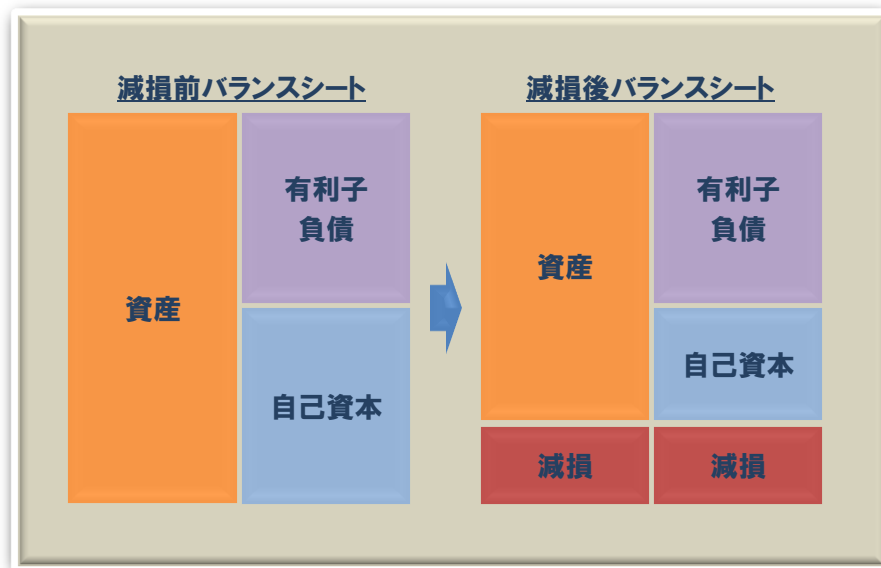 減損前バランスシート
資産
有利子
負債
自己資本
減損後バランスシート
資産
有利子
負債
自己資本
減損
減損